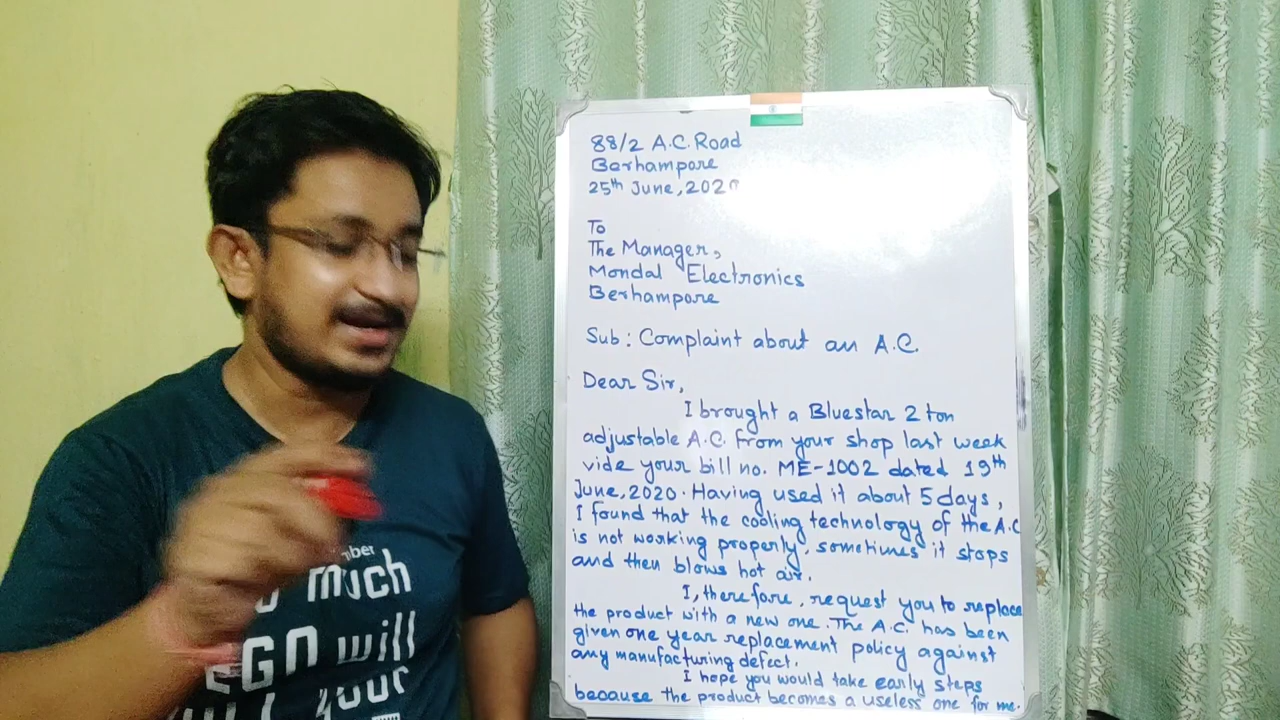 88/2 A.C. Road
Berhampore
25th June, 2020
To
The Manager,
Mondal Electronics
Berhampore
Sub: Complaint about an A.C.
Dear Sir,
I brought a Bluestar 2 ton
adjustable A.C. from your shop last week
vide your bill no. ME-1002 dated 19th
June, 2020. Having used it about 5 days,
I found that the cooling technology of the A.C
is not working properly, sometimes it stops
and then blows hot air.
I, therefore, request you to replace
the product with a new one. The A.C. has been
given one year replacement policy against
any manufacturing defect.
I hope you would take early steps
because the product becomes a useless one for me.
much
EGO will